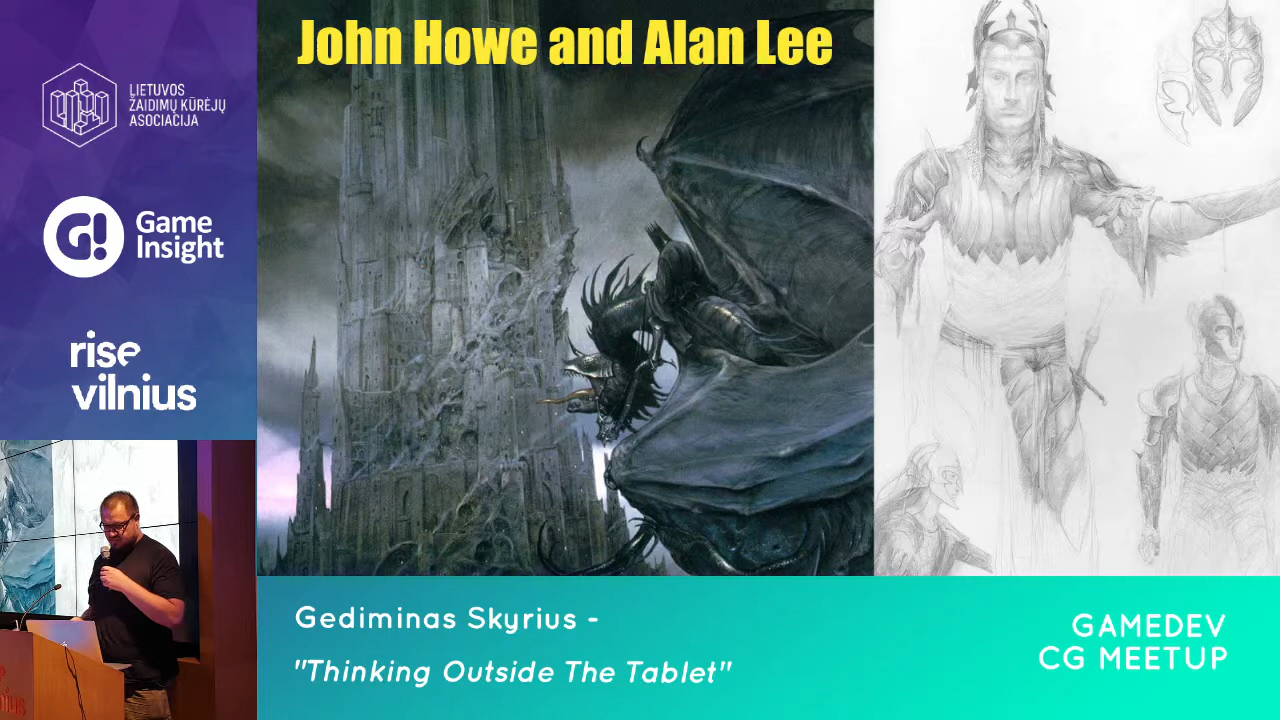 John Howe and Alan Lee
LIETUVOS
ŽAIDIMŲ KŪRĖJŲ
ASOCIACIJA
G!
Game
Insight
rise
vilnius
Gediminas Skyrius -
"Thinking Outside The Tablet"
GAMEDEV
CG MEETUP